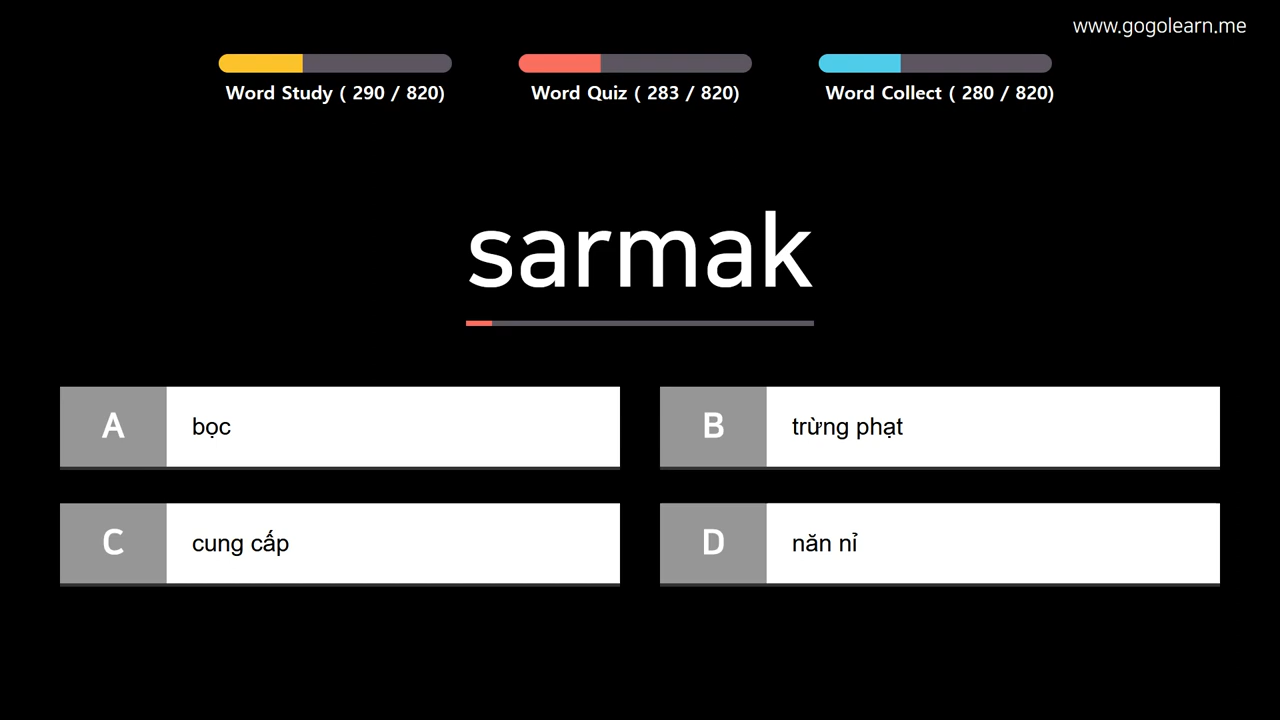 www.gogolearn.me
Word Study ( 290 / 820)
Word Quiz ( 283 / 820)
Word Collect ( 280 / 820)
sarmak
A bọc
B trừng phạt
C cung cấp
D năn nỉ